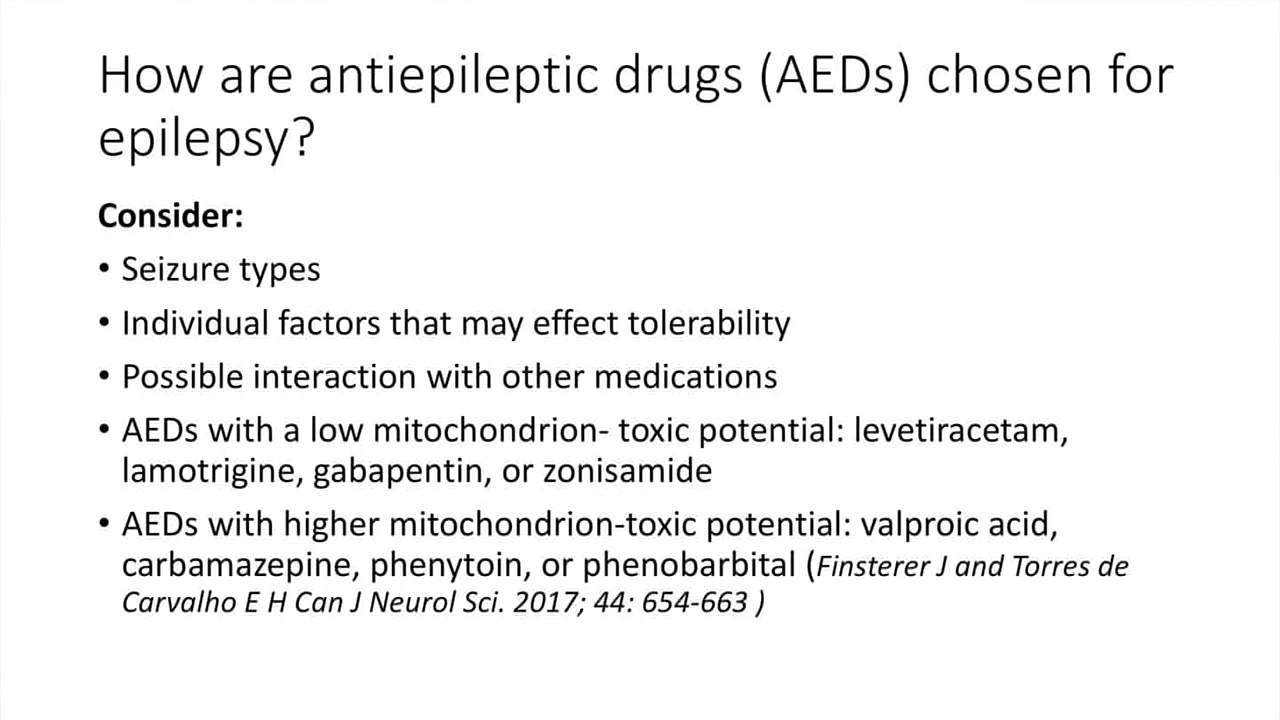 How are antiepileptic drugs (AEDs) chosen for
epilepsy?
Consider:
• Seizure types
• Individual factors that may effect tolerability
• Possible interaction with other medications
• AEDs with a low mitochondrion- toxic potential: levetiracetam,
lamotrigine, gabapentin, or zonisamide
• AEDs with higher mitochondrion-toxic potential: valproic acid,
carbamazepine, phenytoin, or phenobarbital (Finsterer J and Torres de
Carvalho E H Can J Neurol Sci. 2017; 44: 654-663 )